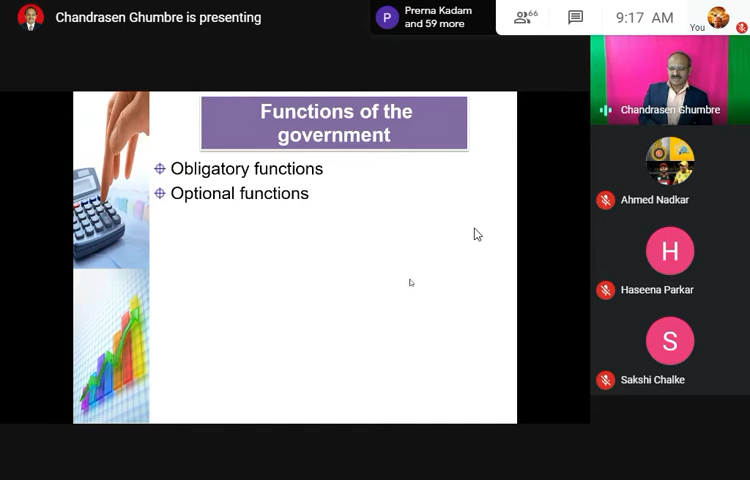 Chandrasen Ghumbre is presenting
P
Prerna Kadam
and 59 more
66
9:17 AM
You
Functions of the
government
Obligatory functions
Optional functions
Chandrasen Ghumbre
Ahmed Nadkar
H
Haseena Parkar
S
Sakshi Chalke